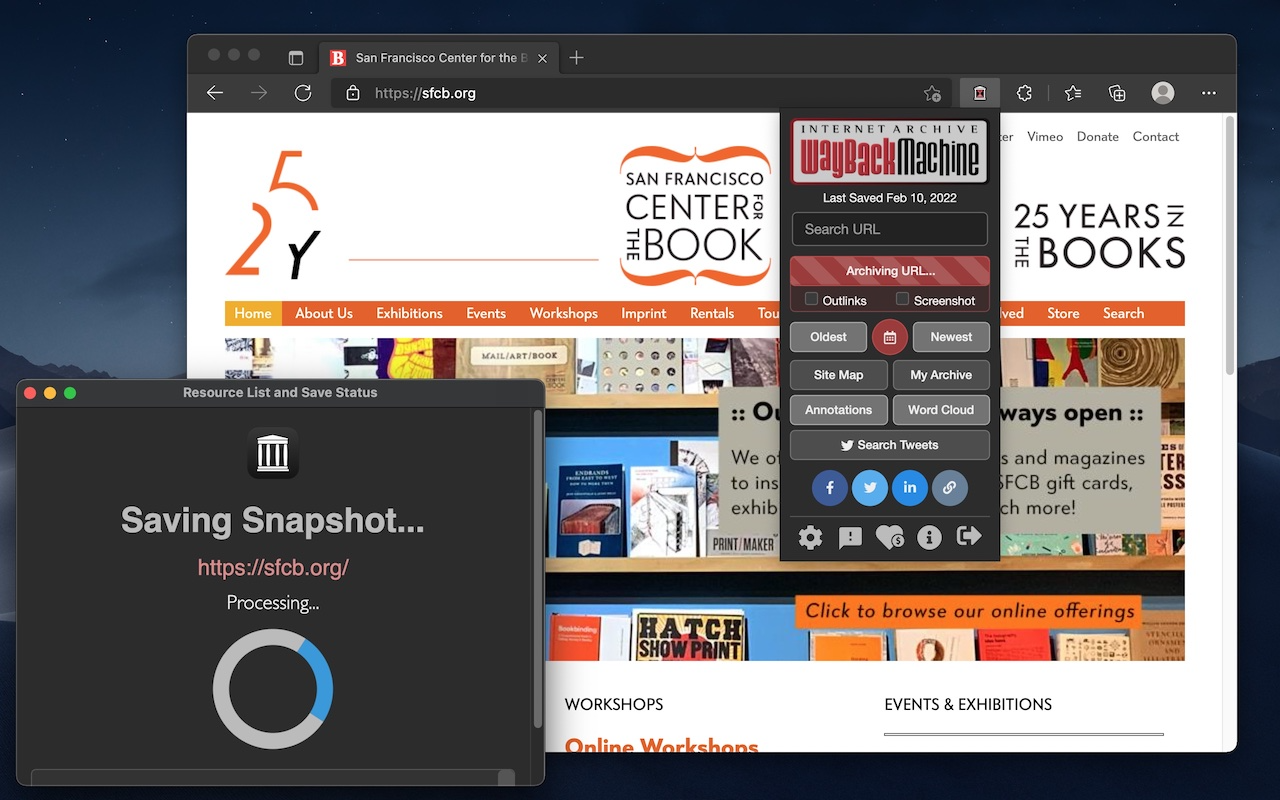 San Francisco Center for the B
https://sfcb.org
Vimeo Donate Contact
25
Y
SAN FRANCISCO
CENTER FOR
THE BOOK
25 YEARS IN
THE BOOKS
Home About Us Exhibitions Events Workshops Imprint Rentals Tou
Store Search
INTERNET ARCHIVE
WayBackMachine
Last Saved Feb 10, 2022
Search URL
Archiving URL...
Outlinks Screenshot
Oldest Newest
Site Map My Archive
Annotations Word Cloud
Search Tweets
MAIL/ART/BOOK
:: Ou ways open ::
We of s and magazines
to ins SFCB gift cards,
exhib ch more!
ENDBANDS
FROM EAST TO WEST
HOW TO WORK THEM
PRINT/MAKER
Click to browse our online offerings
Bookbinding
HATCH
SHOW PRINT
WORKSHOPS
Online Workshops
EVENTS & EXHIBITIONS
Resource List and Save Status
Saving Snapshot...
https://sfcb.org/
Processing...